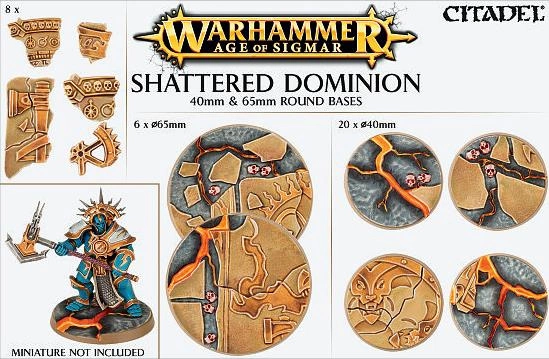 8 x
WARHAMMER
AGE OF SIGMAR
CITADEL
SHATTERED DOMINION
40mm & 65mm ROUND BASES
6 x ø65mm
20 x ø40mm
MINIATURE NOT INCLUDED